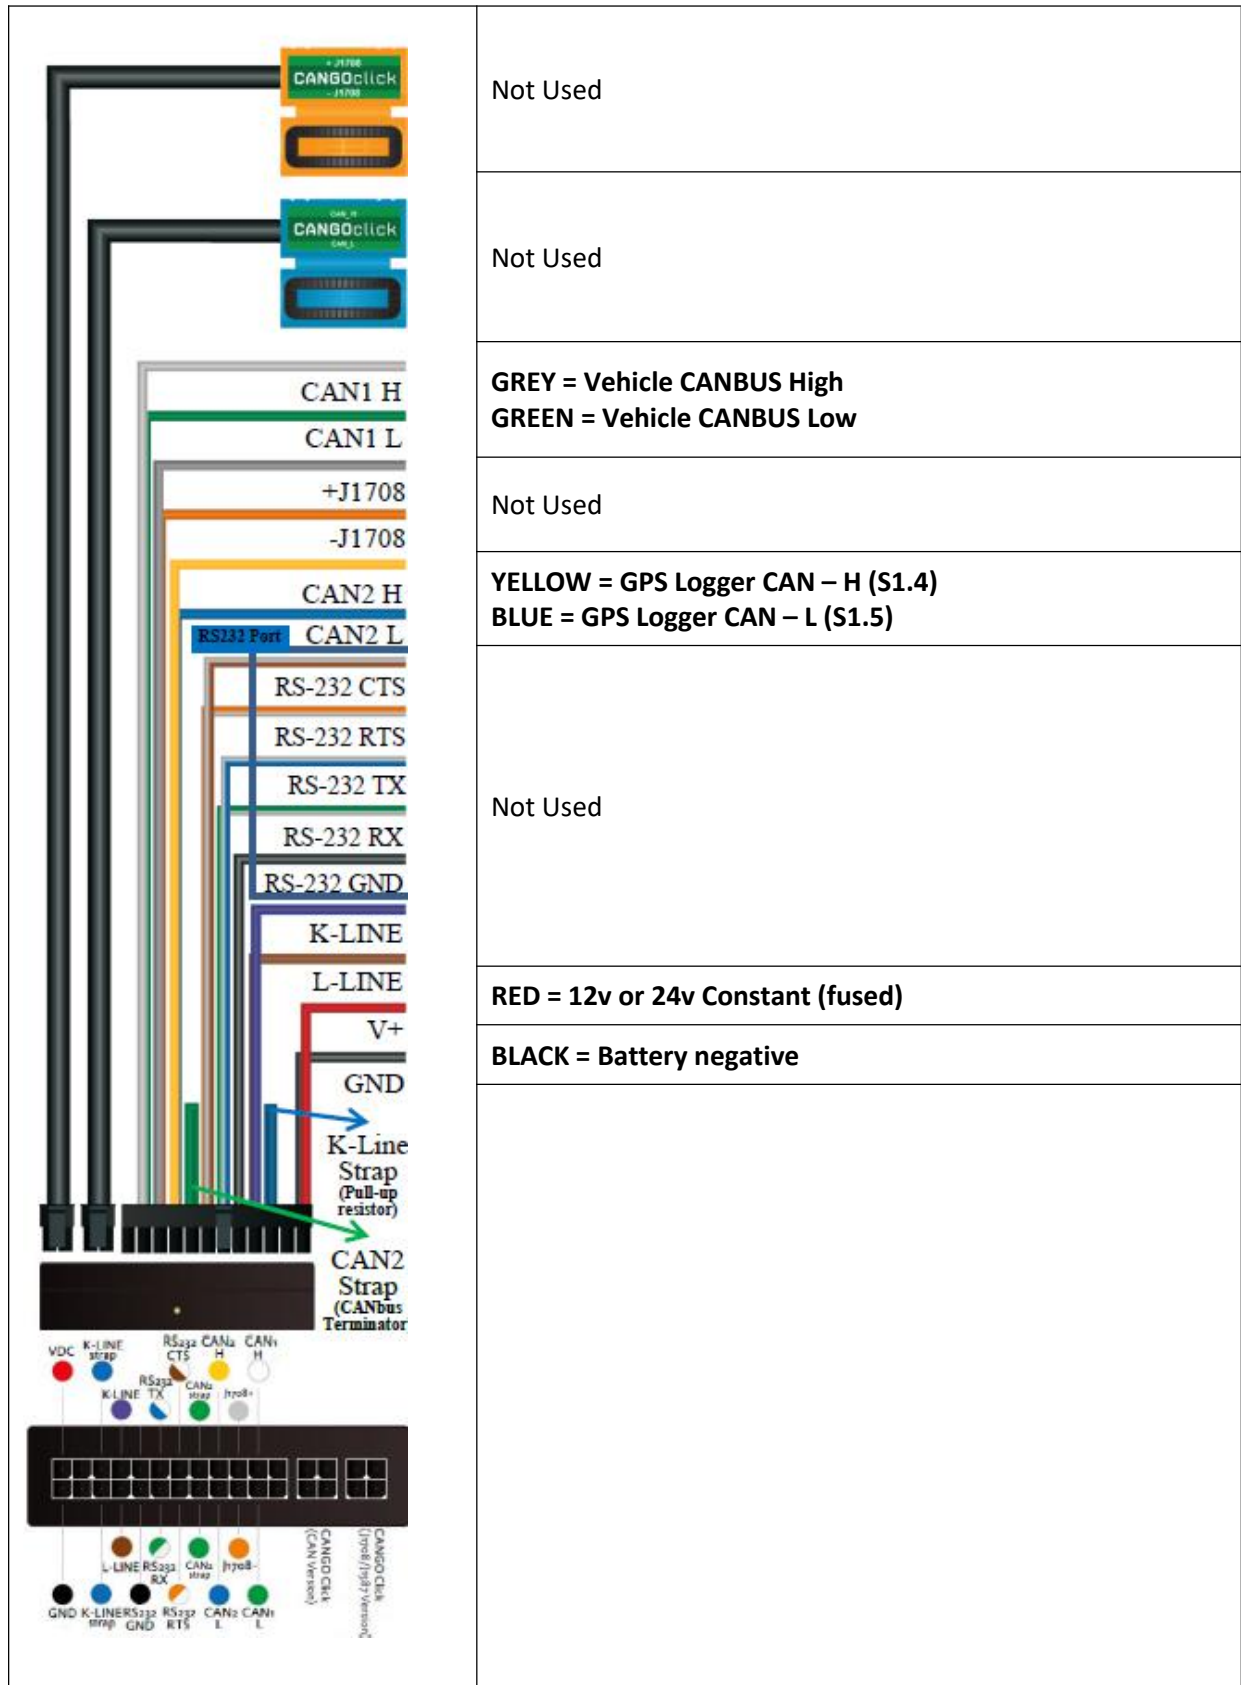 + J1708
CANGOclick
- J1708
Not Used
CAN_H
CANGOclick
CAN_L
Not Used
CAN1 H
CAN1 L
GREY = Vehicle CANBUS High
GREEN = Vehicle CANBUS Low
+J1708
-J1708
Not Used
CAN2 H
RS232 Port
CAN2 L
YELLOW = GPS Logger CAN – H (S1.4)
BLUE = GPS Logger CAN – L (S1.5)
RS-232 CTS
RS-232 RTS
RS-232 TX
RS-232 RX
RS-232 GND
K-LINE
L-LINE
Not Used
V+
RED = 12v or 24v Constant (fused)
GND
BLACK = Battery negative
K-Line
Strap
(Pull-up
resistor)
CAN2
Strap
(CANbus
Terminator
VDC
K-LINE
strap
RS232
CTS
CAN2
H
CAN1
H
K-LINE
RS232
TX
CAN2
strap
J1708+
L-LINE
RS232
RX
CAN2
strap
J1708-
GND
K-LINE
strap
RS232
GND
RS232
RTS
CAN2
L
CAN1
L
CANGO Click
(CAN Version)
CANGO Click
(J1708/J1587 Version)